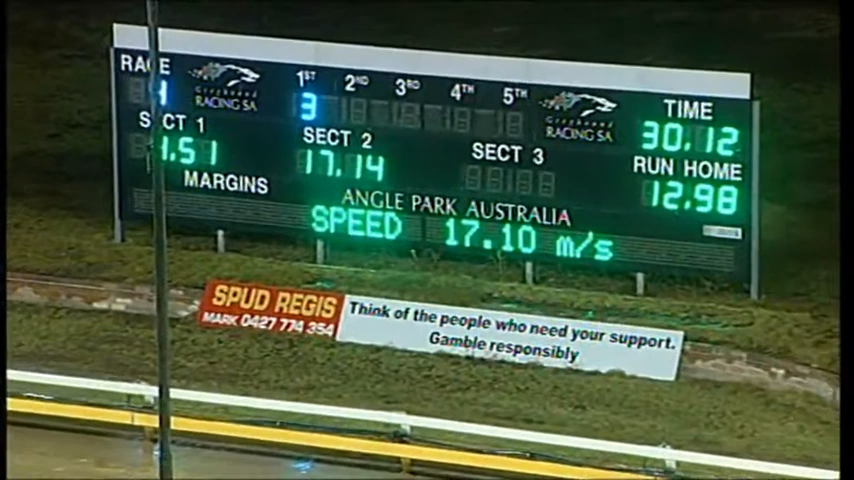 RACE 1ST 2ND 3RD 4TH 5TH TIME
Greyhound
RACING SA
Greyhound
RACING SA
3 30.12
SECT 1 SECT 2 SECT 3 RUN HOME
.51 17.14 12.98
MARGINS
ANGLE PARK AUSTRALIA
SPEED 17.10 m/s
SPUD REGIS
MARK 0427 774 354
Think of the people who need your support.
Gamble responsibly